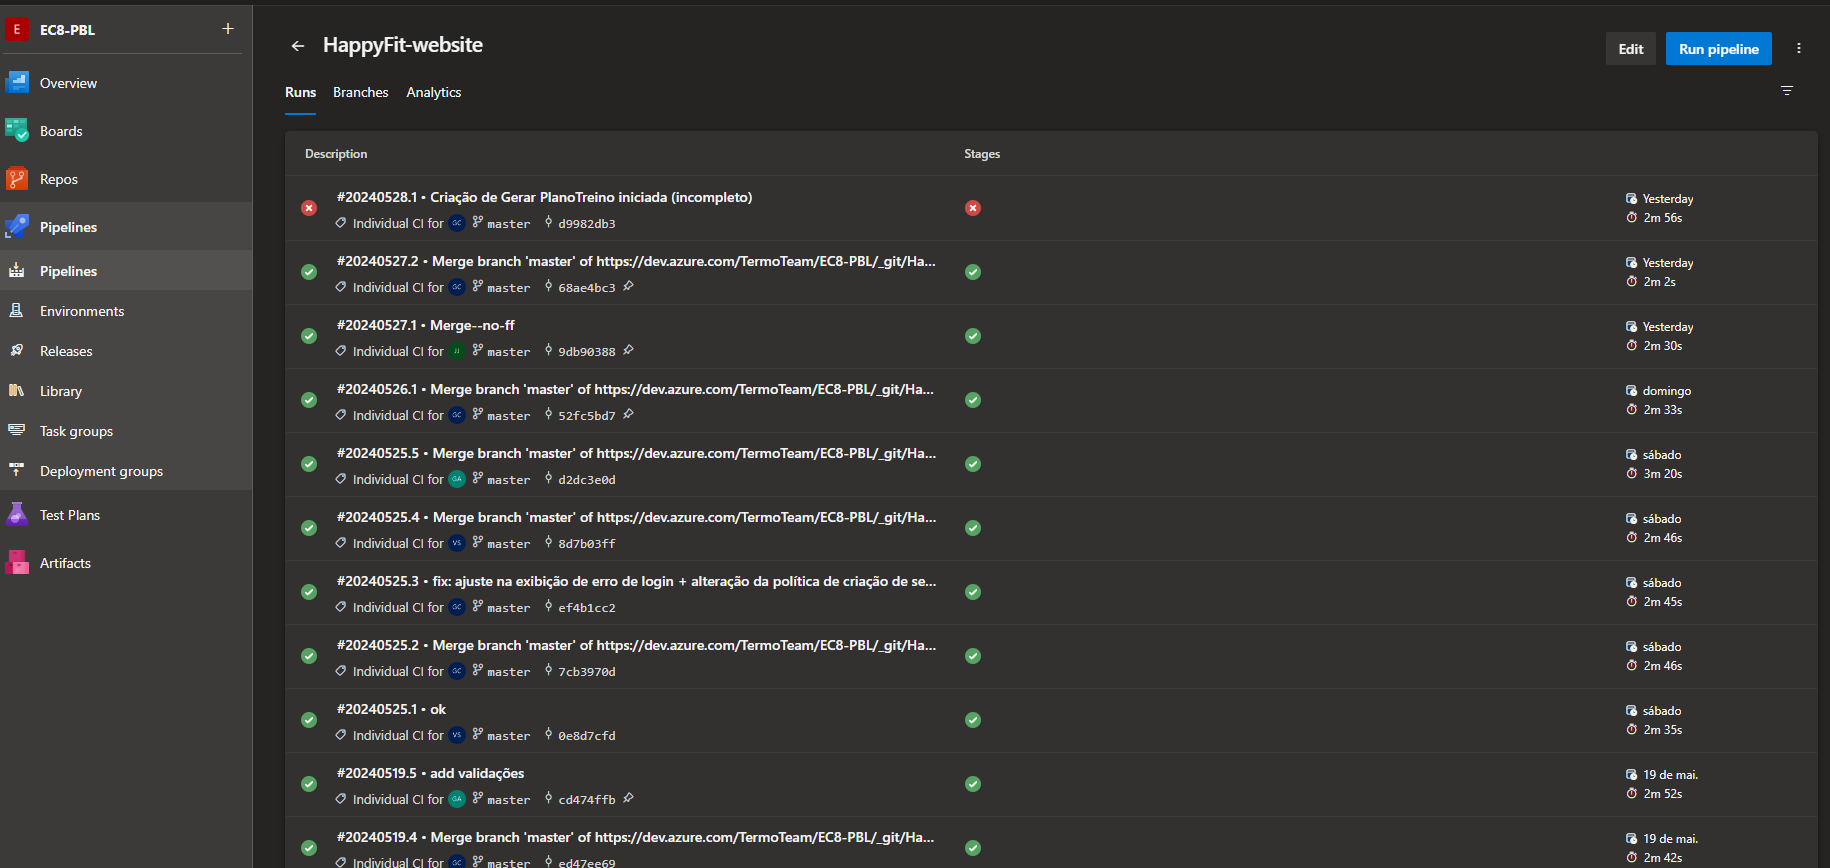 E EC8-PBL +
Overview
Boards
Repos
Pipelines
Pipelines
Environments
Releases
Library
Task groups
Deployment groups
Test Plans
Artifacts
HappyFit-website
Edit
Run pipeline
Runs Branches Analytics
Description Stages
#20240528.1 • Criação de Gerar PlanoTreino iniciada (incompleto)
Yesterday
Individual CI for GC master d9982db3
2m 56s
#20240527.2 • Merge branch 'master' of https://dev.azure.com/TermoTeam/EC8-PBL/_git/Ha...
Yesterday
Individual CI for GC master 68ae4bc3
2m 2s
#20240527.1 • Merge--no-ff
Yesterday
Individual CI for JJ master 9db90388
2m 30s
#20240526.1 • Merge branch 'master' of https://dev.azure.com/TermoTeam/EC8-PBL/_git/Ha...
domingo
Individual CI for GC master 52fc5bd7
2m 33s
#20240525.5 • Merge branch 'master' of https://dev.azure.com/TermoTeam/EC8-PBL/_git/Ha...
sábado
Individual CI for GA master d2dc3e0d
3m 20s
#20240525.4 • Merge branch 'master' of https://dev.azure.com/TermoTeam/EC8-PBL/_git/Ha...
sábado
Individual CI for VS master 8d7b03ff
2m 46s
#20240525.3 • fix: ajuste na exibição de erro de login + alteração da política de criação de se...
sábado
Individual CI for GC master ef4b1cc2
2m 45s
#20240525.2 • Merge branch 'master' of https://dev.azure.com/TermoTeam/EC8-PBL/_git/Ha...
sábado
Individual CI for GC master 7cb3970d
2m 46s
#20240525.1 • ok
sábado
Individual CI for VS master 0e8d7cfd
2m 35s
#20240519.5 • add validações
19 de mai.
Individual CI for GA master cd474ffb
2m 52s
#20240519.4 • Merge branch 'master' of https://dev.azure.com/TermoTeam/EC8-PBL/_git/Ha...
19 de mai.
Individual CI for GC master ed47ee69
2m 42s